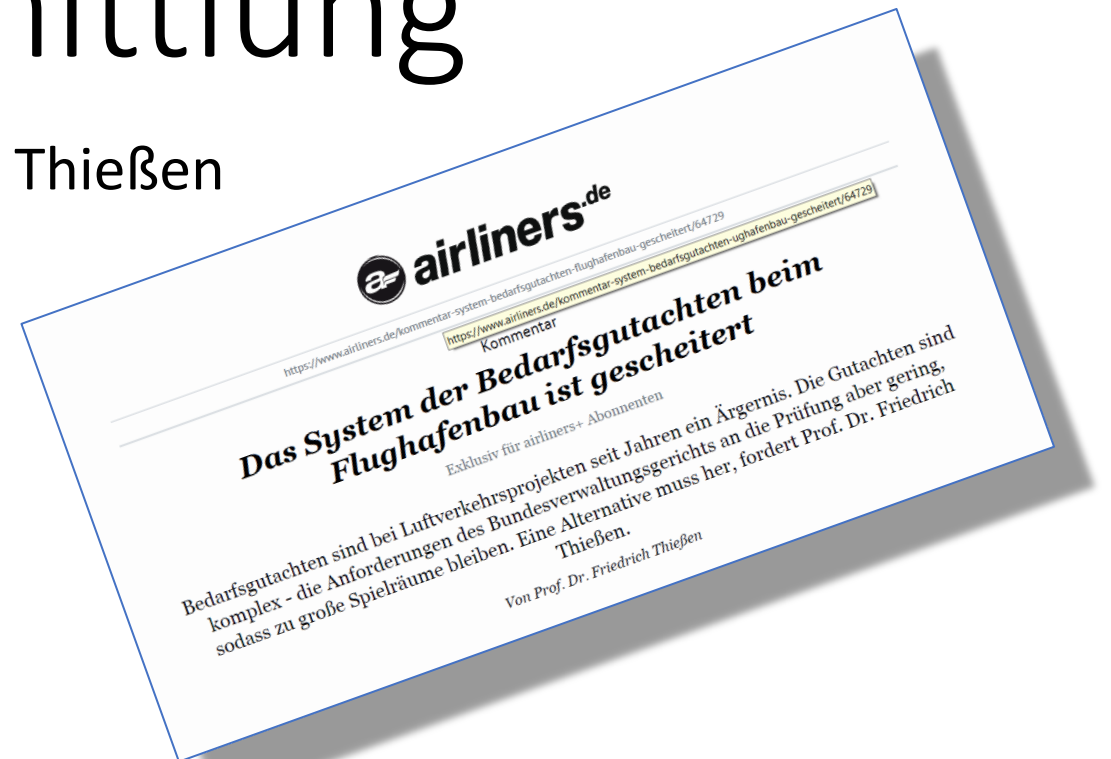 ittlung
Thießen
airliners.de
https://www.airliners.de/kommentar-system-bedarfsgutachten-flughafenbau-gescheitert/64729
https://www.airliners.de/kommentar-system-bedarfsgutachten-ughafenbau-gescheitert/64729
Kommentar
Das System der Bedarfsgutachten beim
Flughafenbau ist gescheitert
Exklusiv für airliners+ Abonnenten
Bedarfsgutachten sind bei Luftverkehrsprojekten seit Jahren ein Ärgernis. Die Gutachten sind
komplex - die Anforderungen des Bundesverwaltungsgerichts an die Prüfung aber gering,
sodass zu große Spielräume bleiben. Eine Alternative muss her, fordert Prof. Dr. Friedrich
Thießen.
Von Prof. Dr. Friedrich Thießen